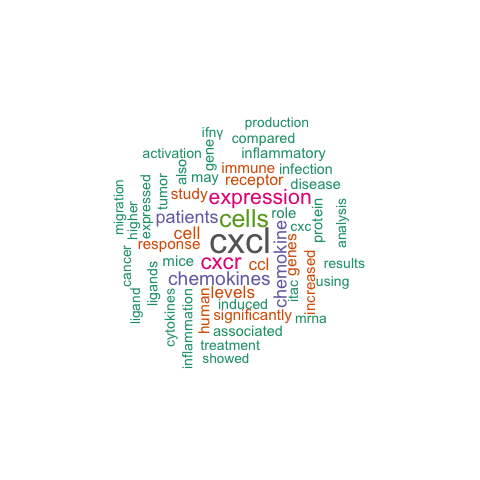 production
ifnγ
compared
gene
activation
inflammatory
also
may
immune
infection
receptor
disease
tumor
study
expression
migration
higher
expressed
patients
cells
role
cxc
protein
analysis
cell
cxcl
chemokine
genes
response
cancer
mice
cxcr
ccl
results
ligand
ligands
chemokines
itac
increased
using
cytokines
inflammation
human
levels
induced
significantly
mrna
associated
treatment
showed